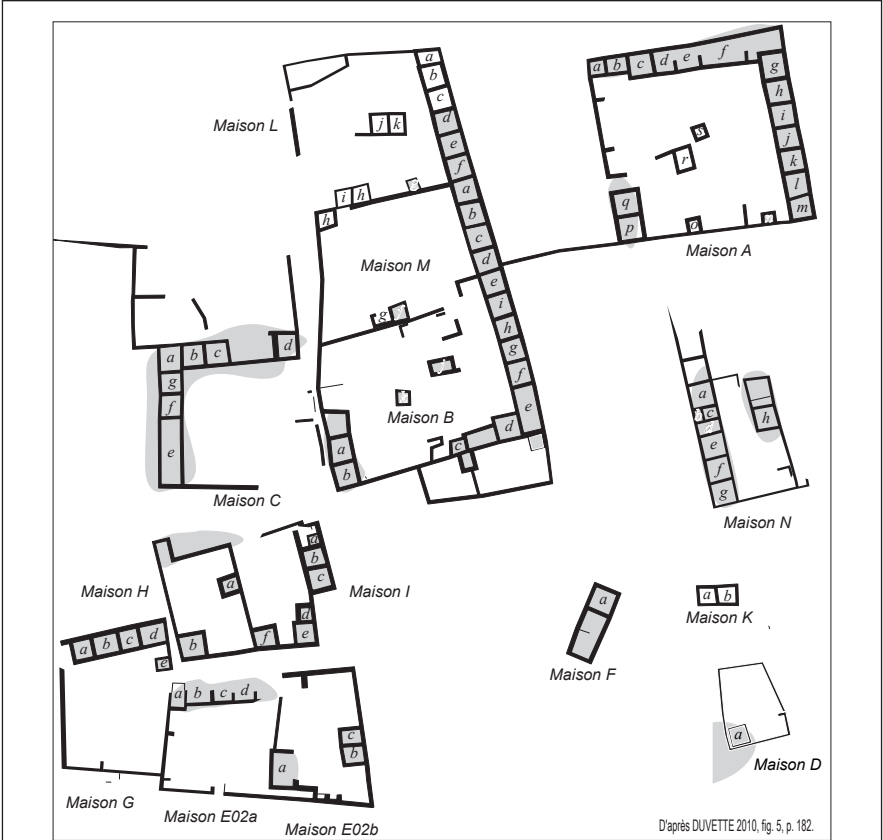 a b c d e f g h i j k l m
s
r
q
p o n
Maison A
a
b
c
d
e
f
j k
i h
h
Maison L
a
b
c
d
e
g
Maison M
i
h
g
f
e
d
c
a
b
Maison B
a b c d
g
f
e
Maison C
a
c
e
f
g
h
Maison N
a
b
Maison H
a
b
c
d
e
f
Maison I
a b c d
e
Maison G
a b c d
Maison E02a
a
c
b
Maison E02b
a
Maison F
a b
Maison K
a
Maison D
D'après DUVETTE 2010, fig. 5, p. 182.